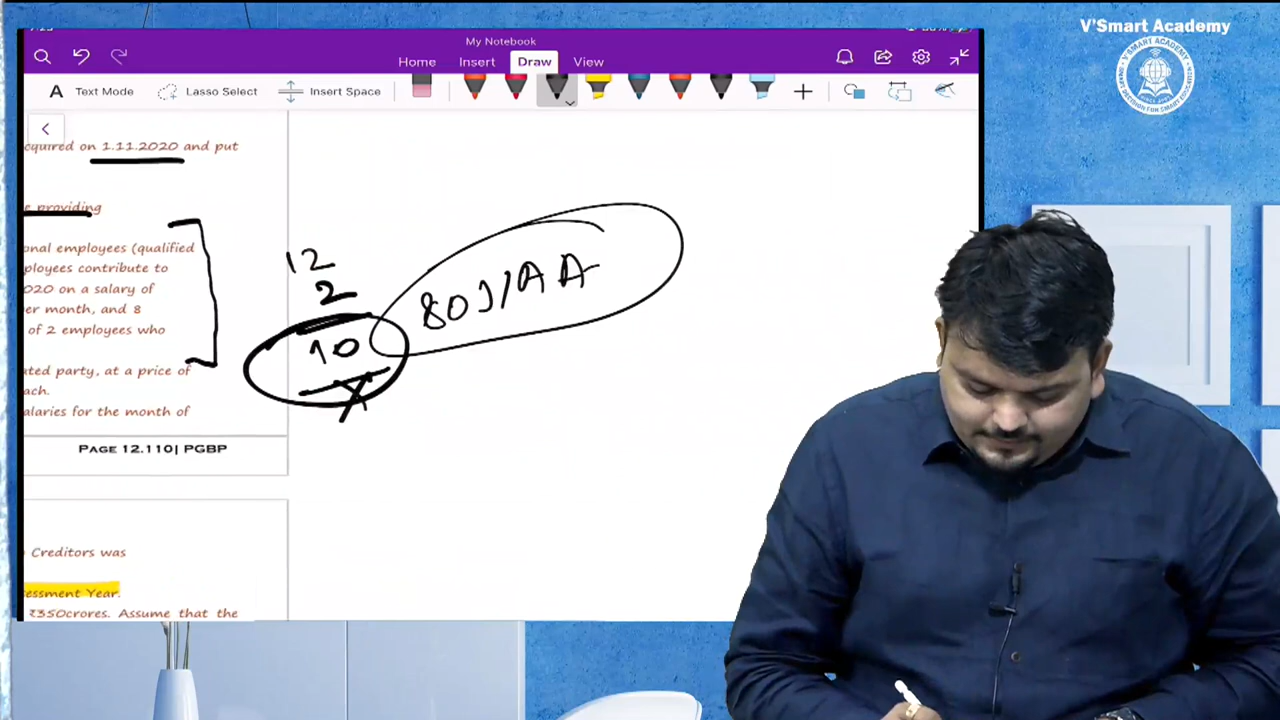 V'Smart Academy
My Notebook
Home Insert Draw View
A Text Mode Lasso Select Insert Space
cquired on 1.11.2020 and put
e providing
onal employees (qualified
ployees contribute to
2020 on a salary of
er month, and 8
of 2 employees who
ated party, at a price of
ach.
alaries for the month of
12
2
10
80JJAA
PAGE 12.110| PGBP
Creditors was
sessment Year.
₹350crores. Assume that the